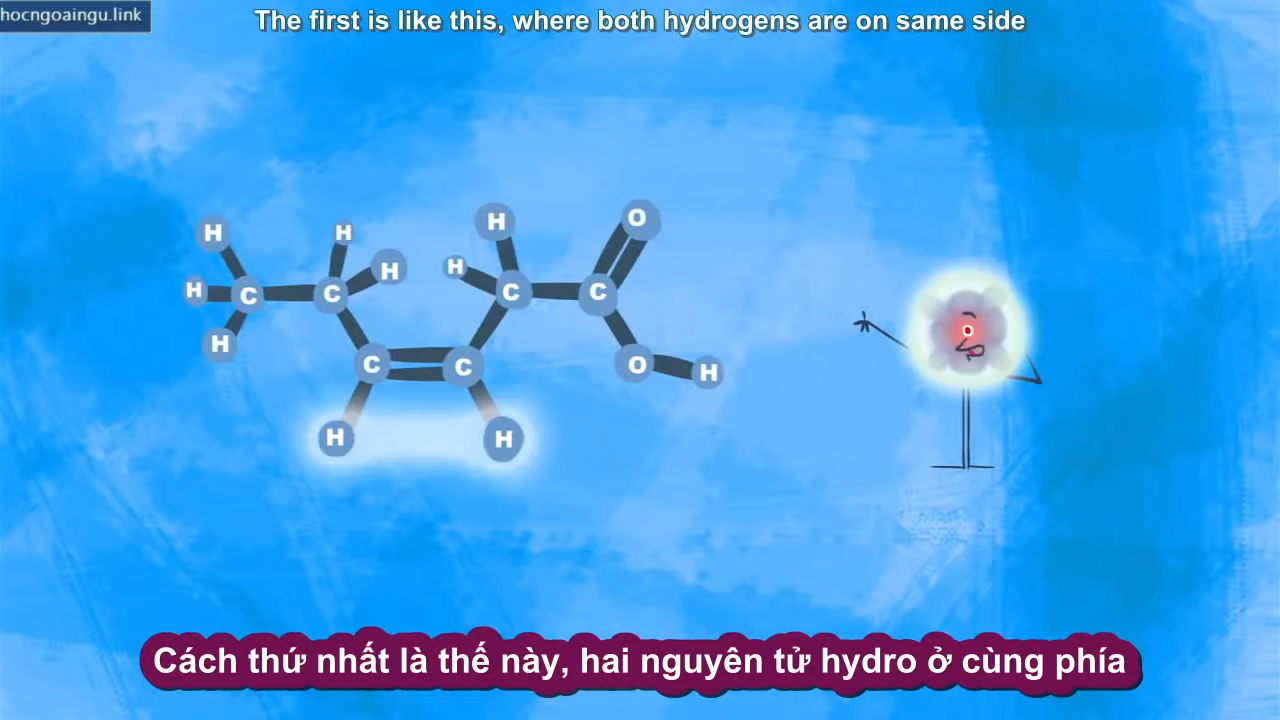 hocngoaingu.link
The first is like this, where both hydrogens are on same side
H H H O
H H H
C C C C
H
C C O H
H H
Cách thứ nhất là thế này, hai nguyên tử hydro ở cùng phía